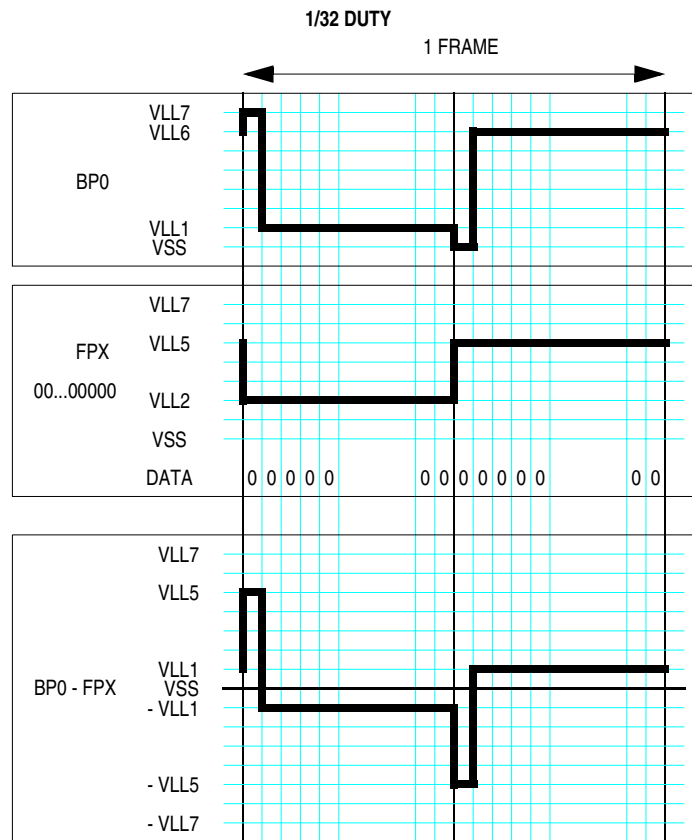 1/32 DUTY
1 FRAME
VLL7
VLL6
BP0
VLL1
VSS
VLL7
FPX
VLL5
00...00000
VLL2
VSS
DATA 0 0 0 0 0 0 0 0 0 0 0 0 0 0
VLL7
VLL5
VLL1
BP0 - FPX
VSS
- VLL1
- VLL5
- VLL7